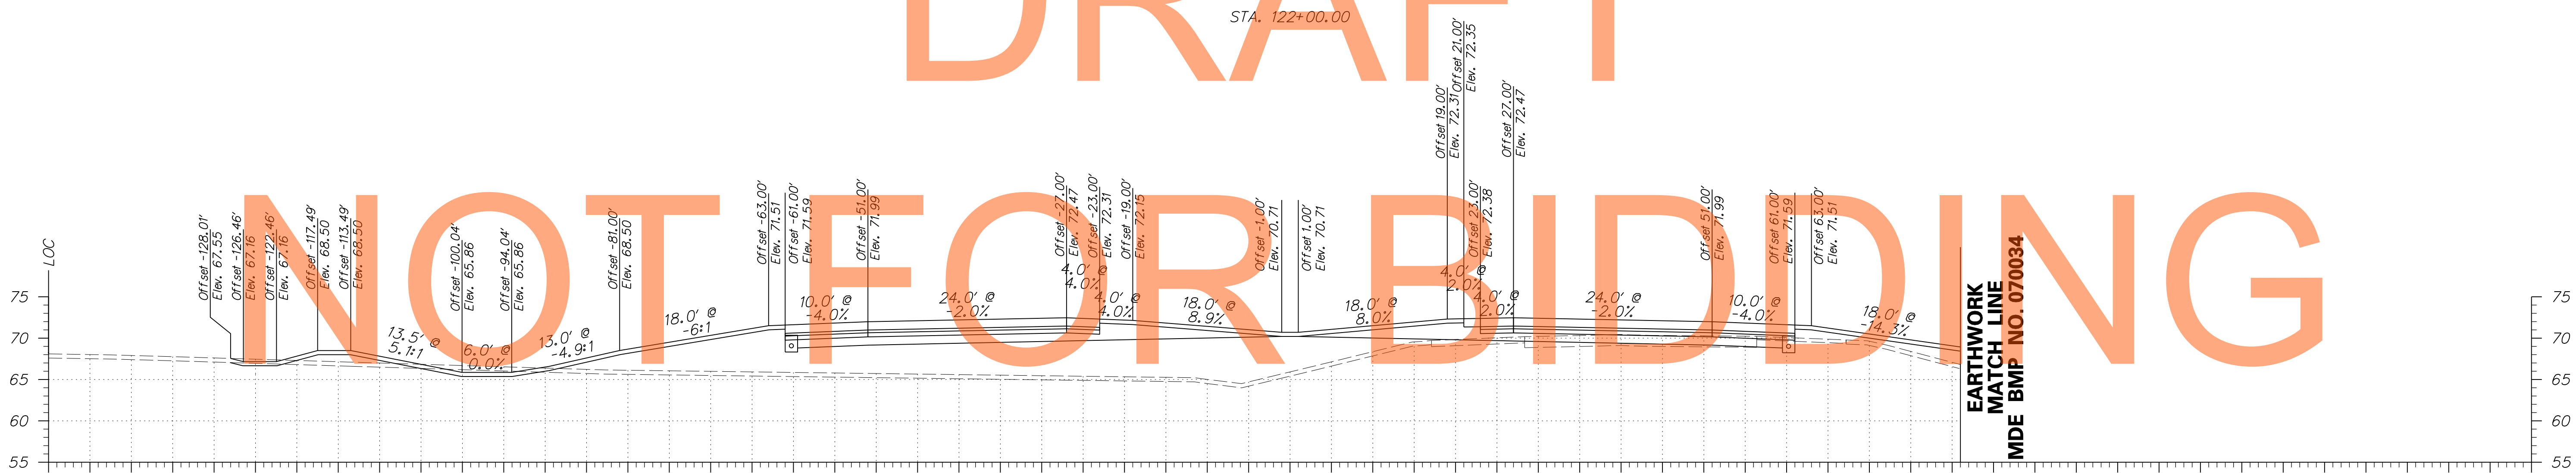 DRAFT
STA. 122+00.00
NOT FOR BIDDING
LOC
Offset -128.01'
Elev. 67.55
Offset -126.46'
Elev. 67.16
Offset -122.46'
Elev. 67.16
Offset -117.49'
Elev. 68.50
Offset -113.49'
Elev. 68.50
Offset -100.04'
Elev. 65.86
Offset -94.04'
Elev. 65.86
Offset -81.00'
Elev. 68.50
Offset -63.00'
Elev. 71.51
Offset -61.00'
Elev. 71.59
Offset -51.00'
Elev. 71.99
Offset -27.00'
Elev. 72.47
Offset -23.00'
Elev. 72.31
Offset -19.00'
Elev. 72.15
Offset -1.00'
Elev. 70.71
Offset 1.00'
Elev. 70.71
Offset 19.00'
Elev. 72.31
Offset 21.00'
Elev. 72.35
Offset 23.00'
Elev. 72.38
Offset 27.00'
Elev. 72.47
Offset 51.00'
Elev. 71.99
Offset 61.00'
Elev. 71.59
Offset 63.00'
Elev. 71.51
13.5' @
5.1:1
6.0' @
0.0%
13.0' @
-4.9:1
18.0' @
-6:1
10.0' @
-4.0%
24.0' @
-2.0%
4.0' @
4.0%
4.0' @
4.0%
18.0' @
8.9%
18.0' @
8.0%
4.0' @
2.0%
4.0' @
2.0%
24.0' @
-2.0%
10.0' @
-4.0%
18.0' @
-14.3%
75
70
65
60
55
75
70
65
60
55
EARTHWORK
MATCH LINE
MDE BMP NO. 070034